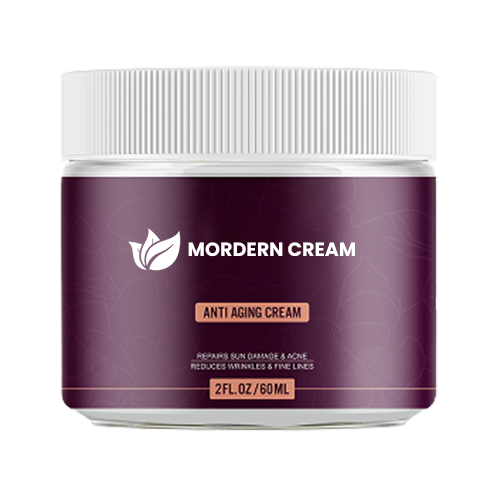 MORDERN CREAM
ANTI AGING CREAM
REPAIRS SUN DAMAGE & ACNE
REDUCES WRINKLES & FINE LINES
2FL.OZ/60ML